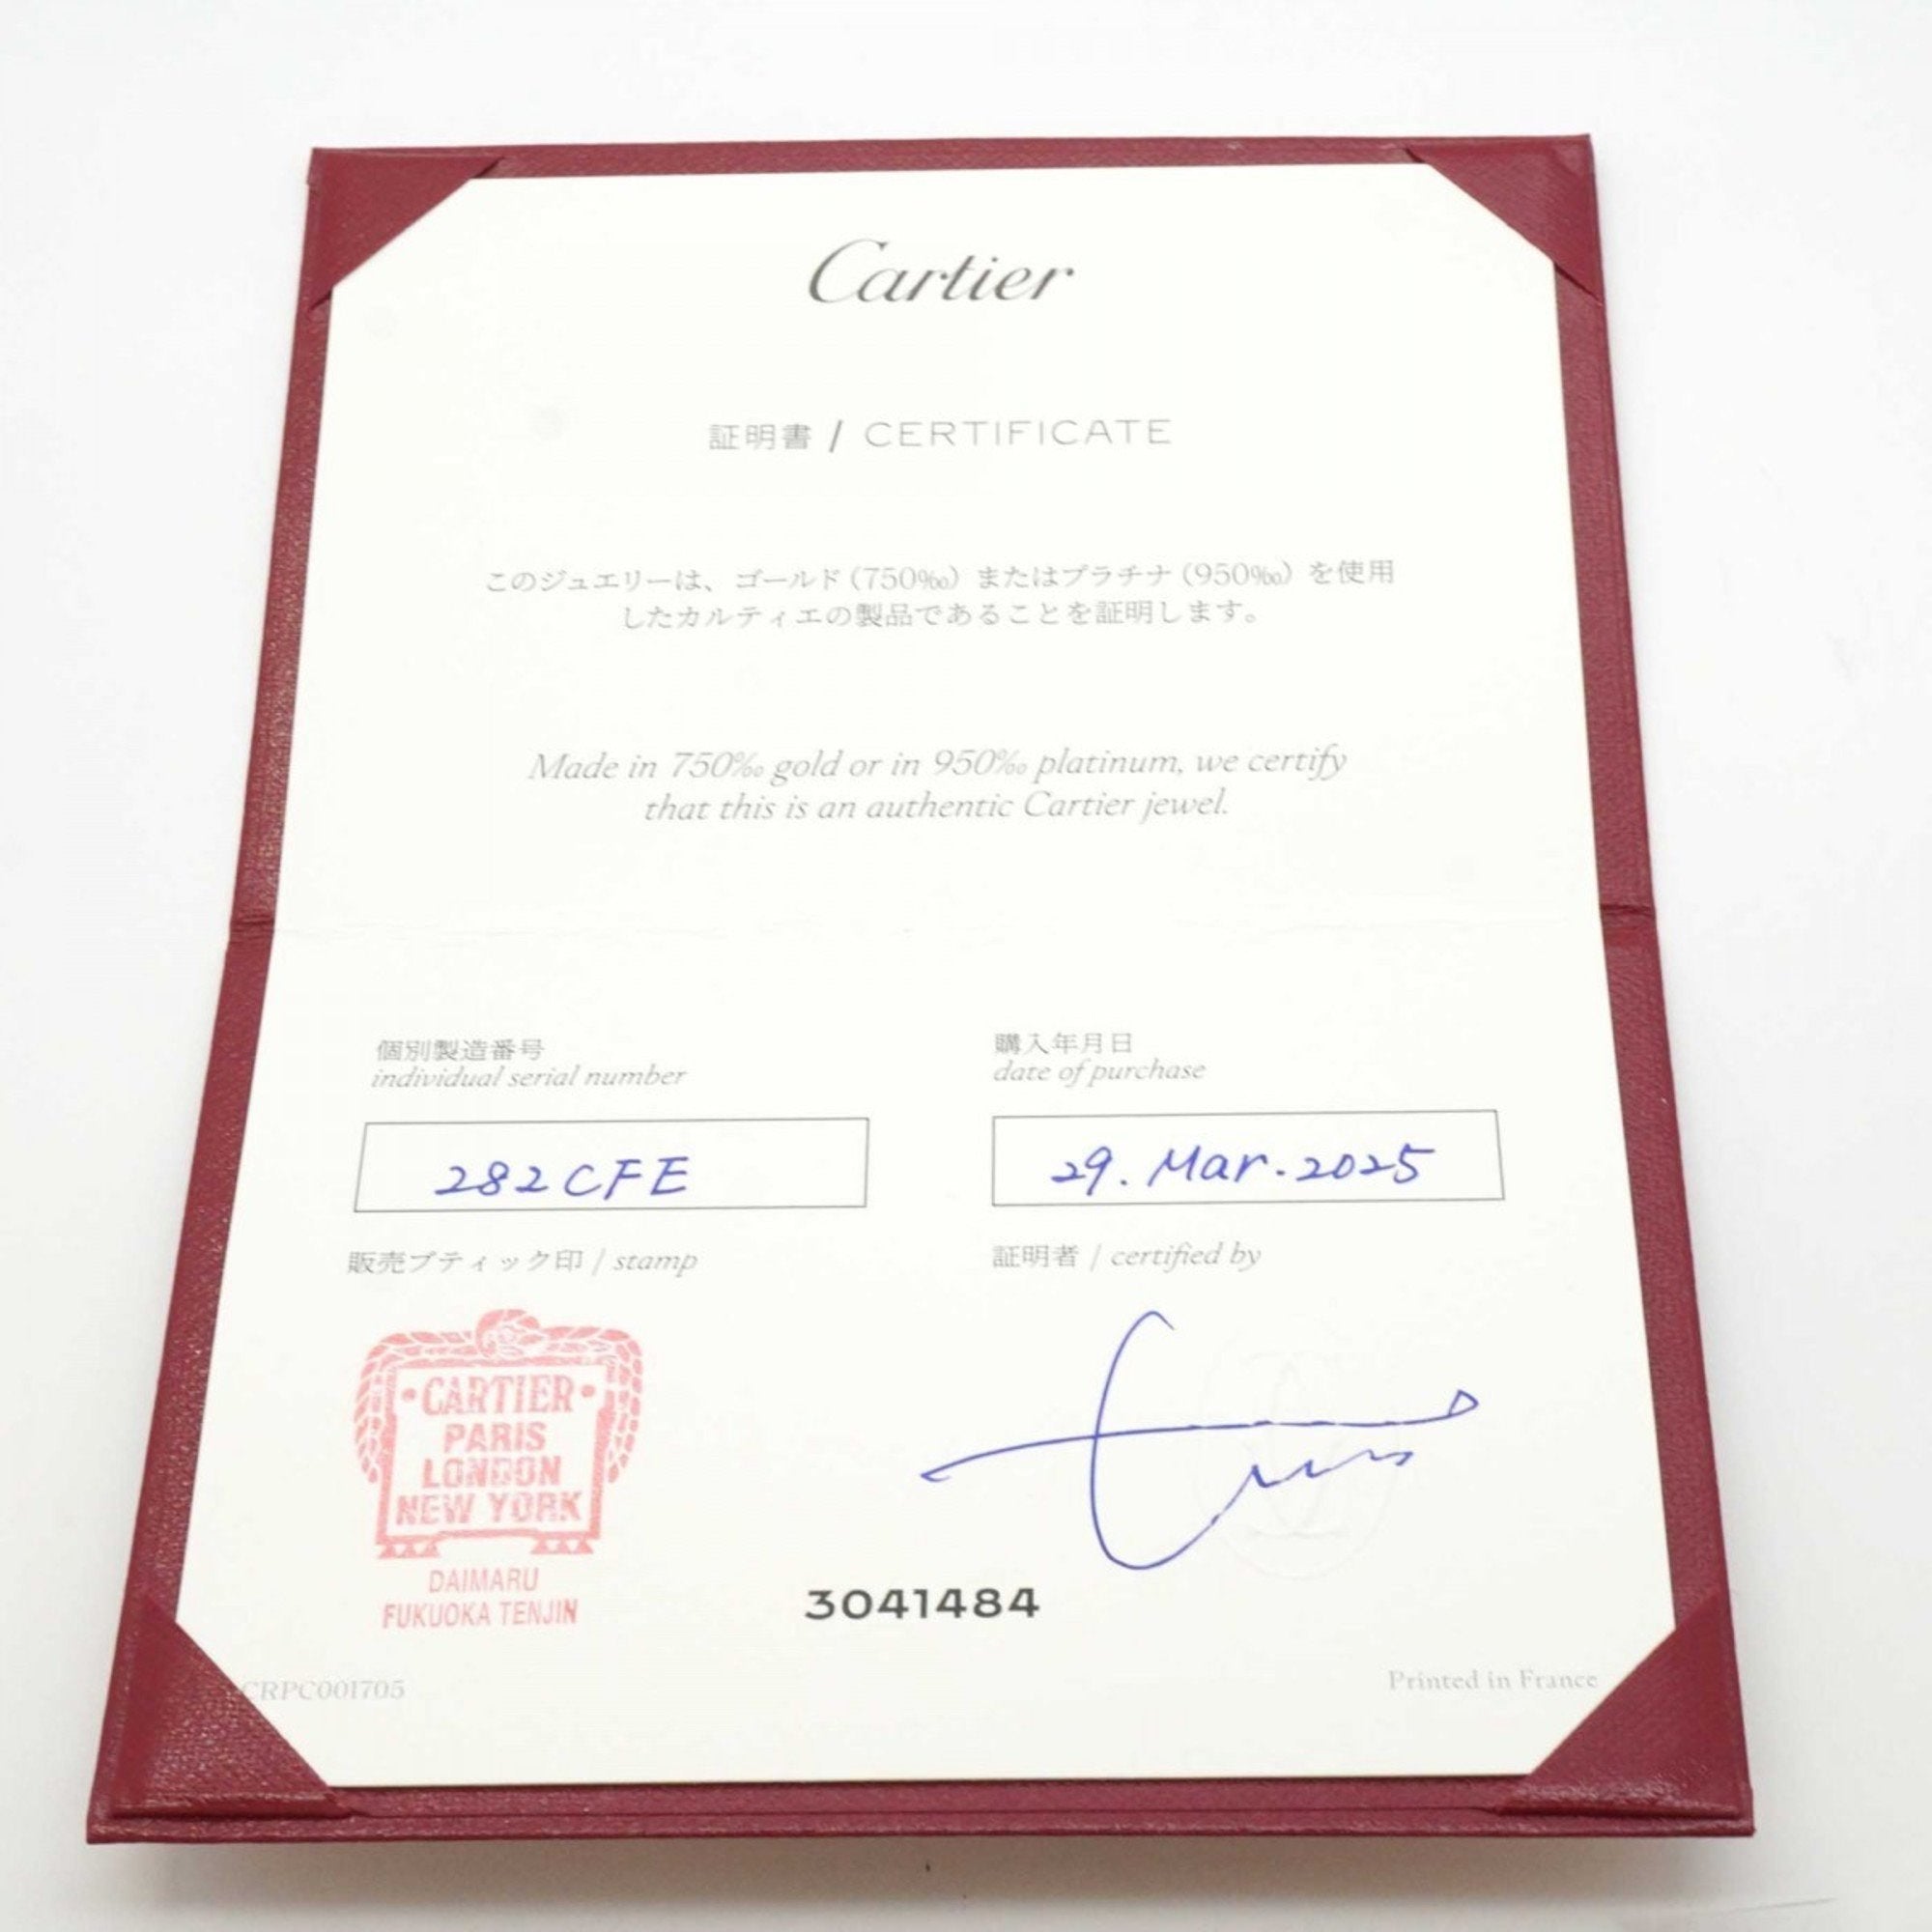 Cartier
証明書 / CERTIFICATE
このジュエリーは、ゴールド(750‰)またはプラチナ(950‰)を使用
したカルティエの製品であることを証明します。
Made in 750‰ gold or in 950‰ platinum, we certify
that this is an authentic Cartier jewel.
個別製造番号
individual serial number
282CFE
購入年月日
date of purchase
29. Mar. 2025
販売ブティック印 / stamp
·CARTIER·
PARIS
LONDON
NEW YORK
DAIMARU
FUKUOKA TENJIN
証明者 / certified by
3041484
CRPC001705
Printed in France